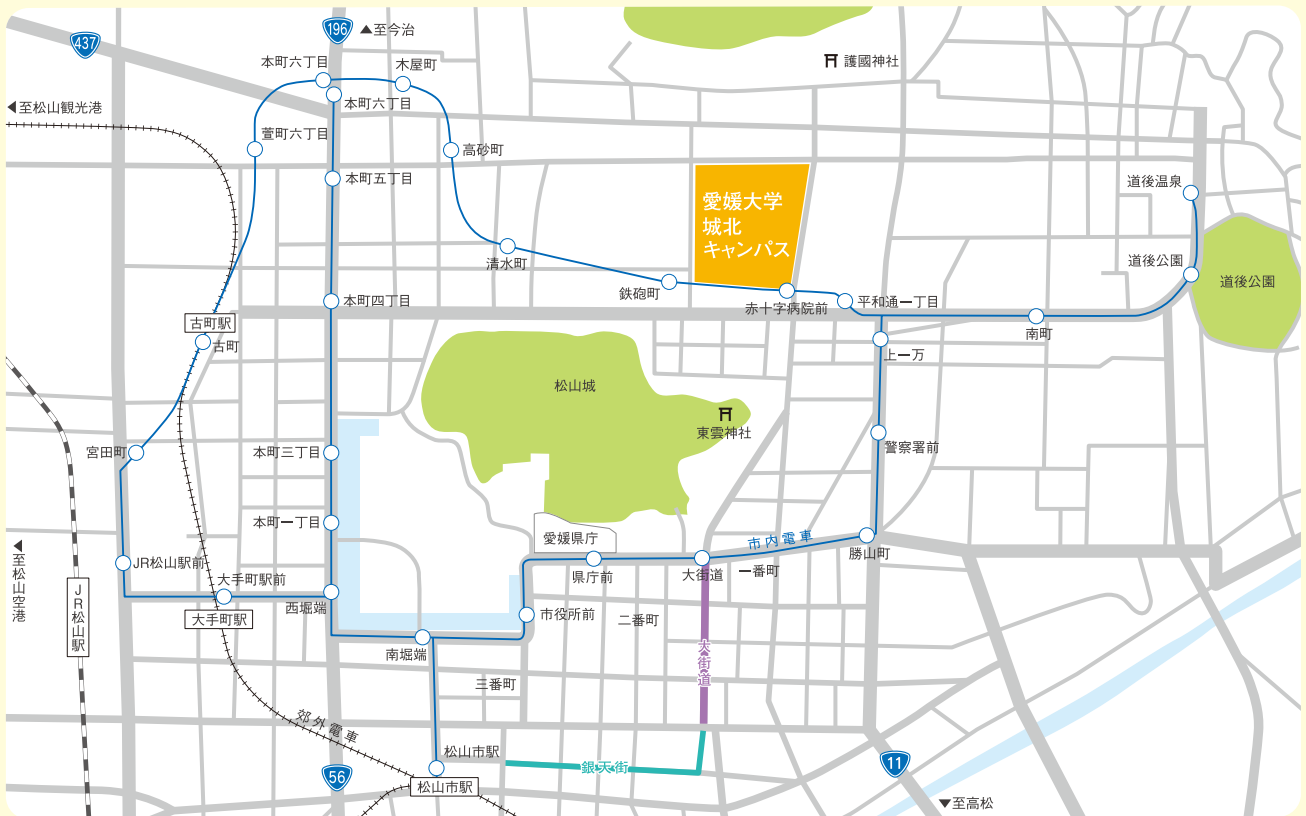 196
▲至今治
437
本町六丁目
木屋町
护國神社
本町六丁目
◀至松山観光港
萱町六丁目
高砂町
本町五丁目
道後温泉
愛媛大学
城北
キャンパス
清水町
道後公園
道後公園
鉄砲町
本町四丁目
赤十字病院前
平和通一丁目
古町駅
古町
南町
上一万
松山城
東雲神社
宮田町
本町三丁目
警察署前
本町一丁目
愛媛県庁
市内電車
勝山町
◀至松山空港
JR松山駅前
大手町駅前
県庁前
大街道
一番町
JR松山駅
大手町駅
西堀端
市役所前
二番町
南堀端
大街道
三番町
郊外電車
松山市駅
銀天街
56
松山市駅
11
▼至高松